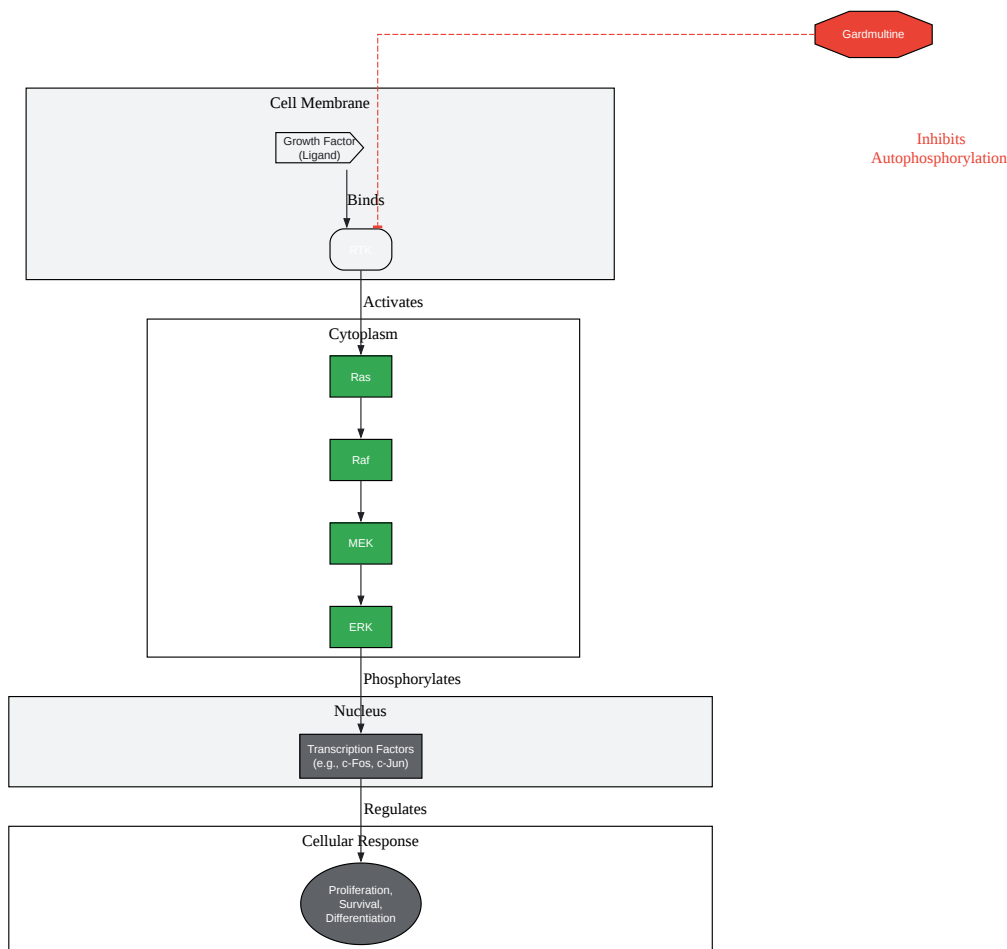 Gardmultine
Cell Membrane
Growth Factor
(Ligand)
Inhibits
Autophosphorylation
Binds
RTK
Activates
Cytoplasm
Ras
Raf
MEK
ERK
Phosphorylates
Nucleus
Transcription Factors
(e.g., c-Fos, c-Jun)
Regulates
Cellular Response
Proliferation,
Survival,
Differentiation